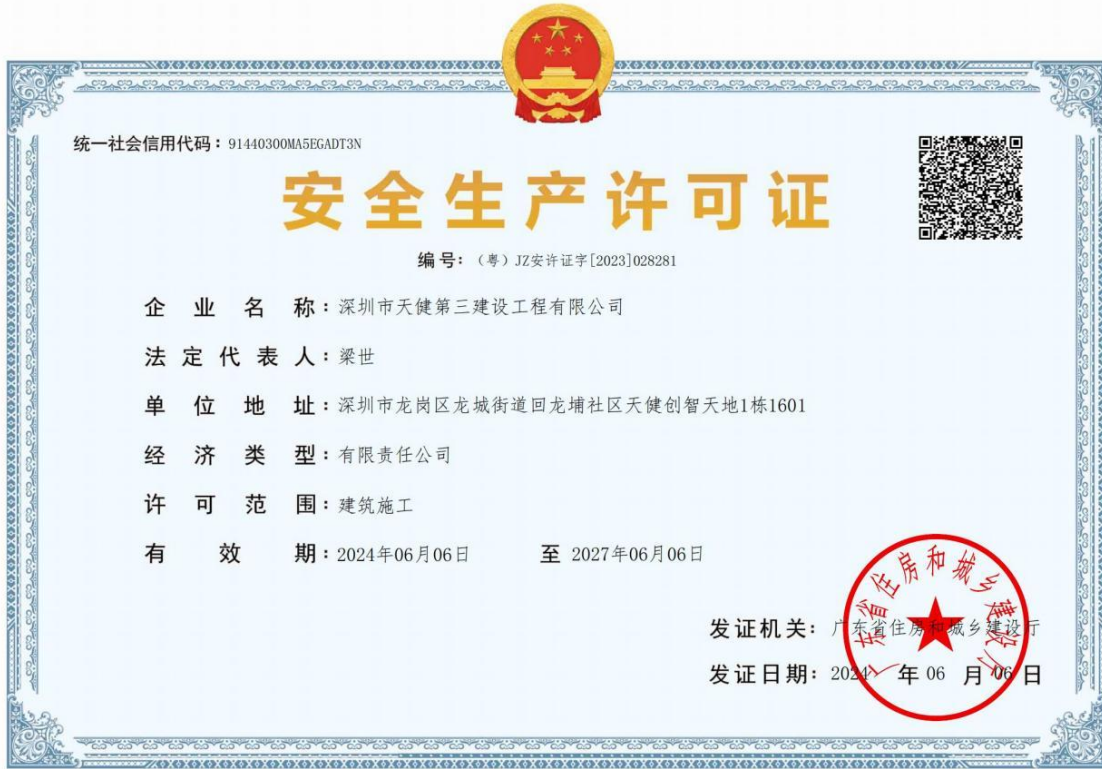 统一社会信用代码：91440300MA5EGADT3N
安全生产许可证
编号：（粤）JZ安许证字[2023]028281
企业名称：深圳市天健第三建设工程有限公司
法定代表人：梁世
单位地址：深圳市龙岗区龙城街道回龙埔社区天健创智天地1栋1601
经济类型：有限责任公司
许可范围：建筑施工
有效期：2024年06月06日 至 2027年06月06日
发证机关：广东省住房和城乡建设厅
发证日期：2024年06月06日
广东省住房和城乡建设厅